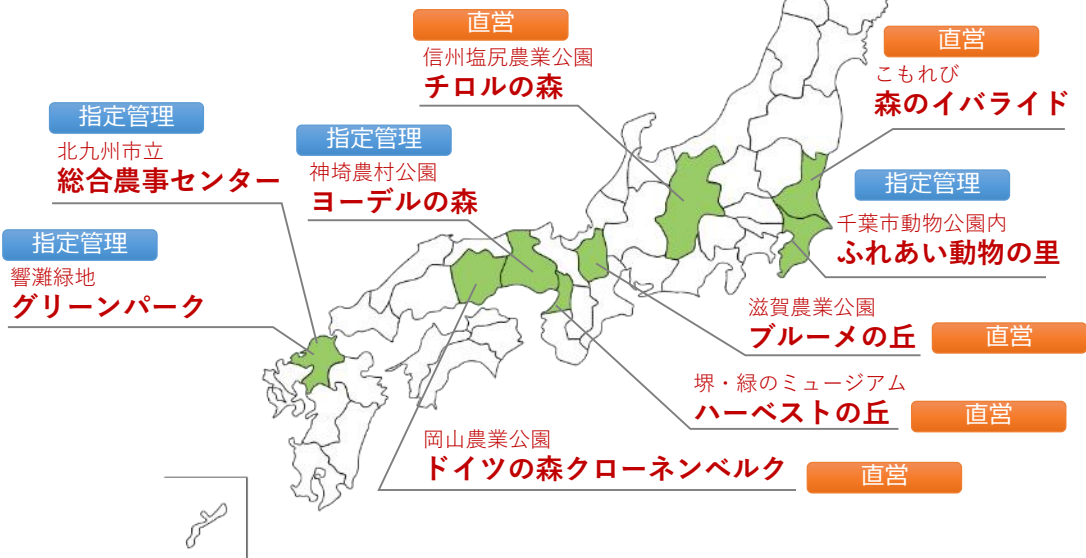 直営
信州塩尻農業公園
チロルの森
直営
こもれび
森のイバライド
指定管理
北九州市立
総合農事センター
指定管理
神埼農村公園
ヨーデルの森
指定管理
千葉市動物公園内
ふれあい動物の里
指定管理
響灘緑地
グリーンパーク
滋賀農業公園
ブルーメの丘
直営
堺・緑のミュージアム
ハーベストの丘
直営
岡山農業公園
ドイツの森クローネンベルク
直営